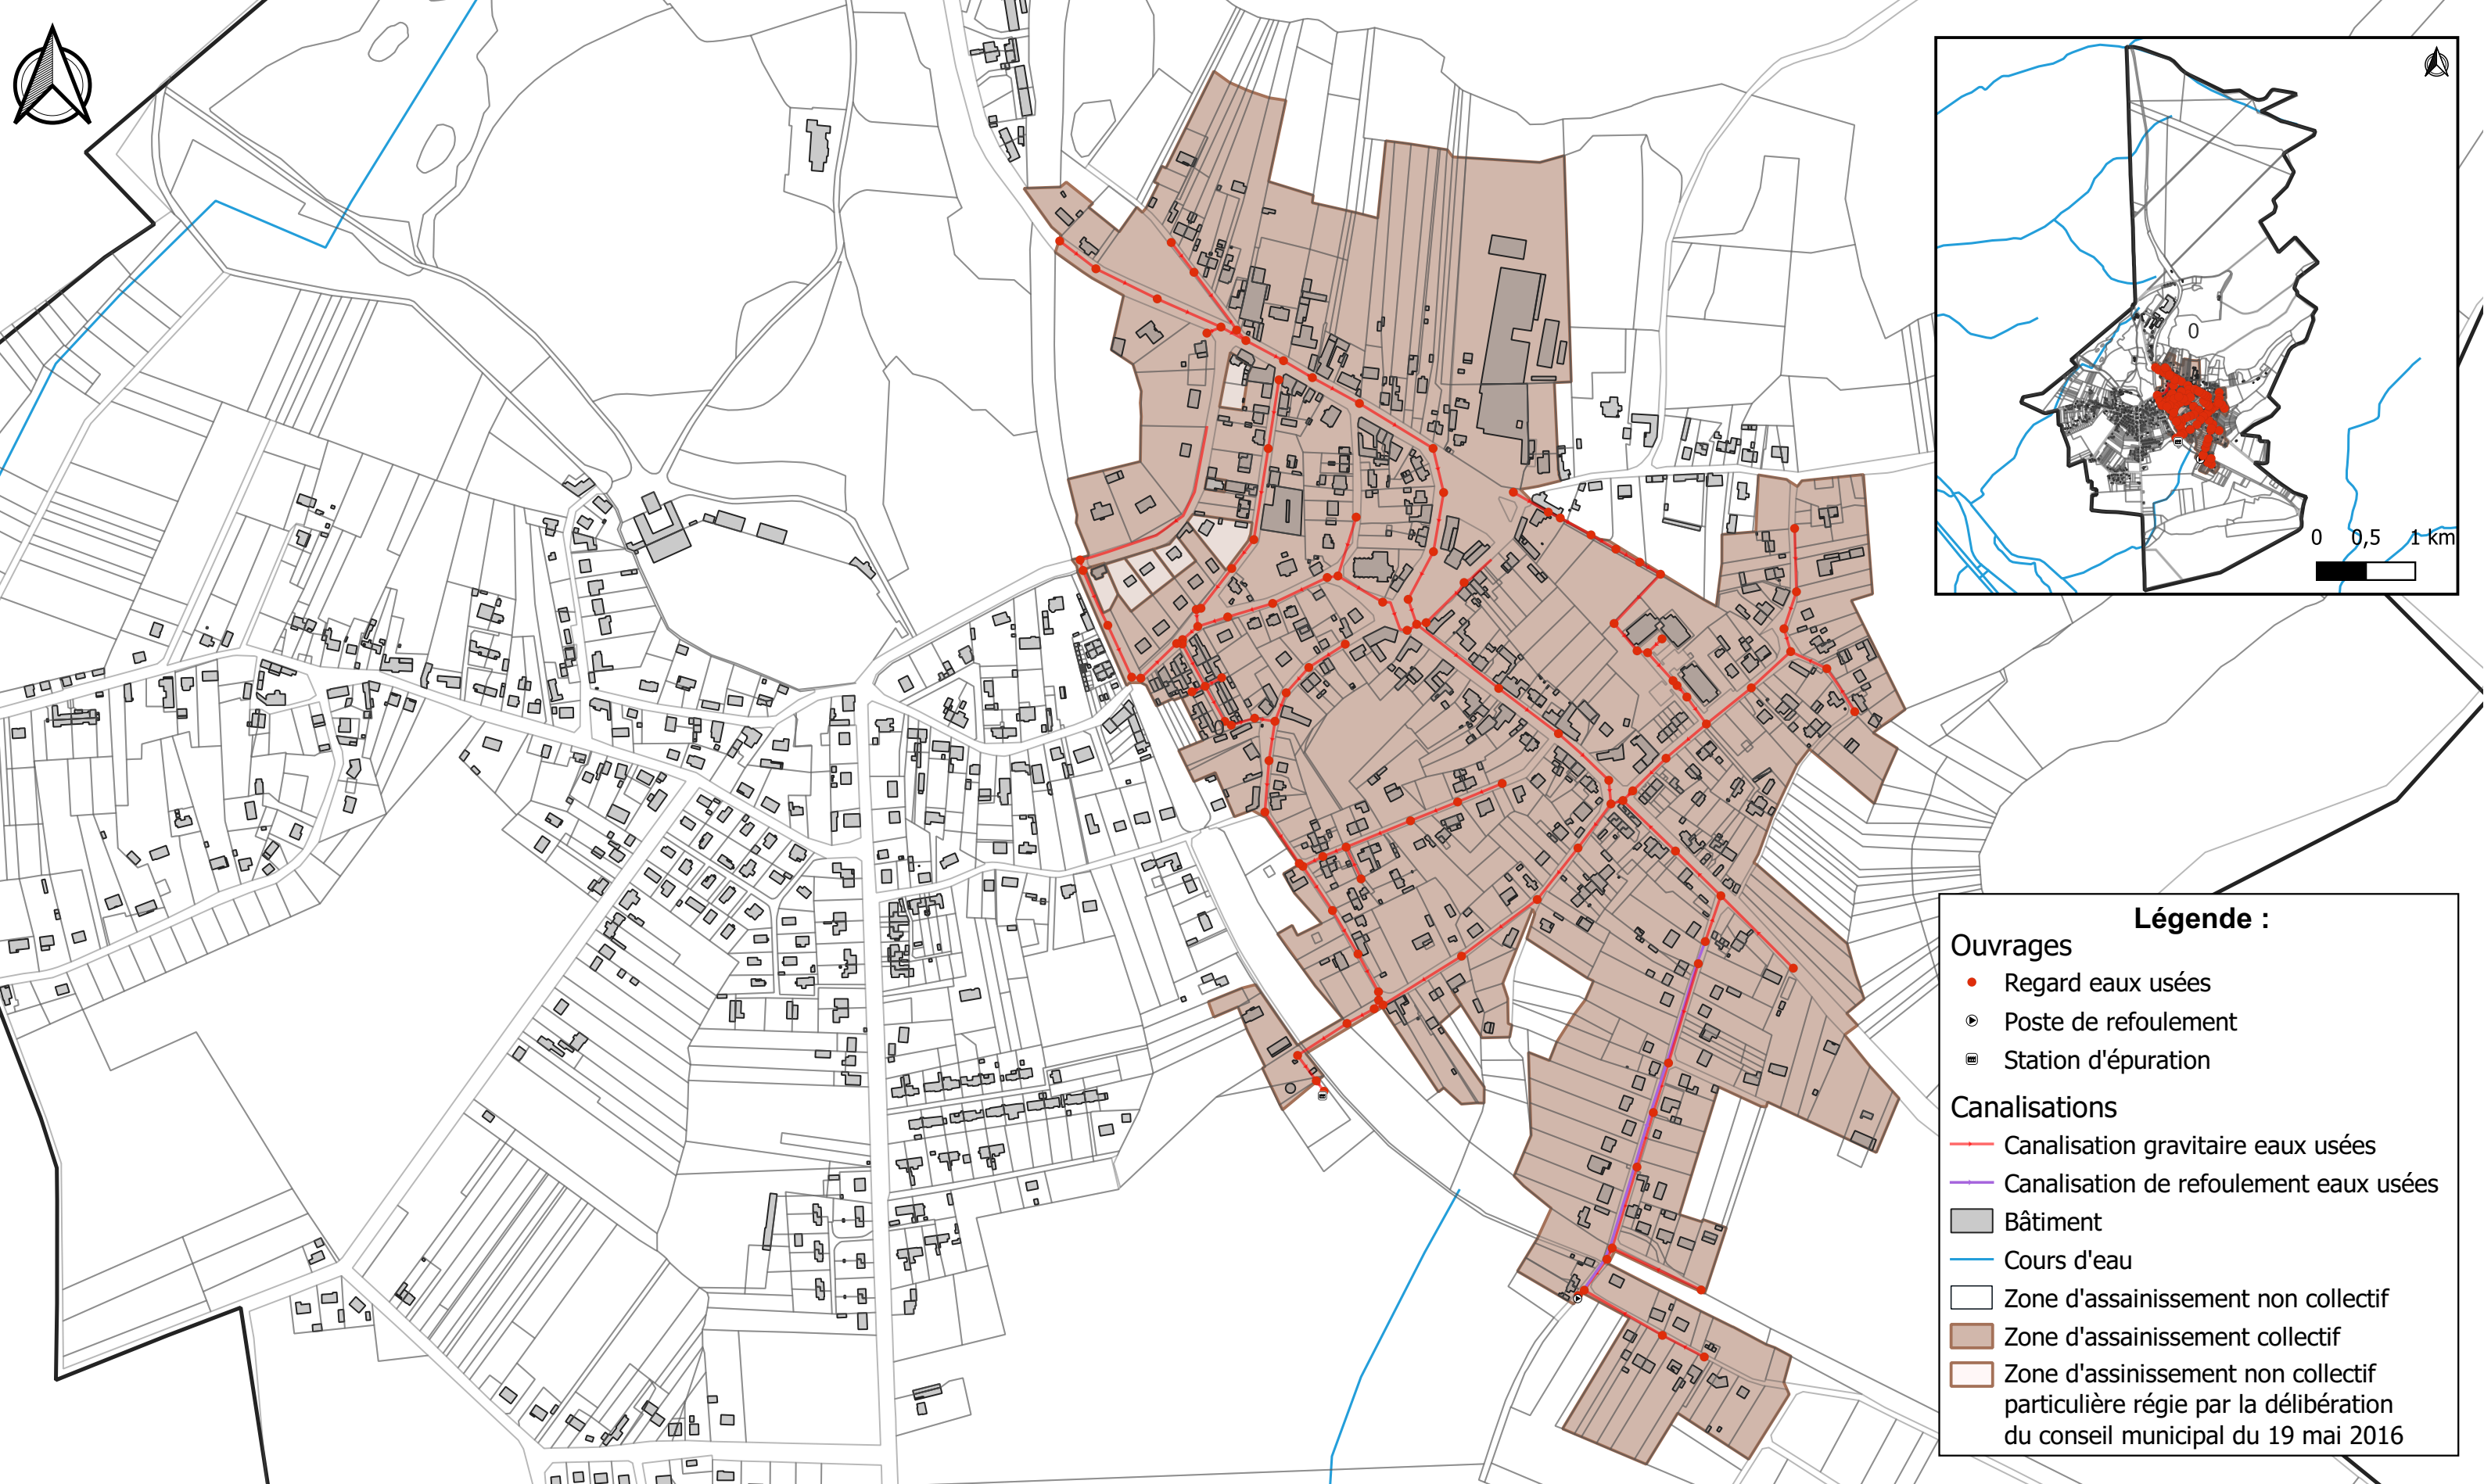 0
0 0,5 1 km
Légende :
Ouvrages
Regard eaux usées
Poste de refoulement
Station d'épuration
Canalisations
Canalisation gravitaire eaux usées
Canalisation de refoulement eaux usées
Bâtiment
Cours d'eau
Zone d'assainissement non collectif
Zone d'assainissement collectif
Zone d'assinissement non collectif
particulière régie par la délibération
du conseil municipal du 19 mai 2016